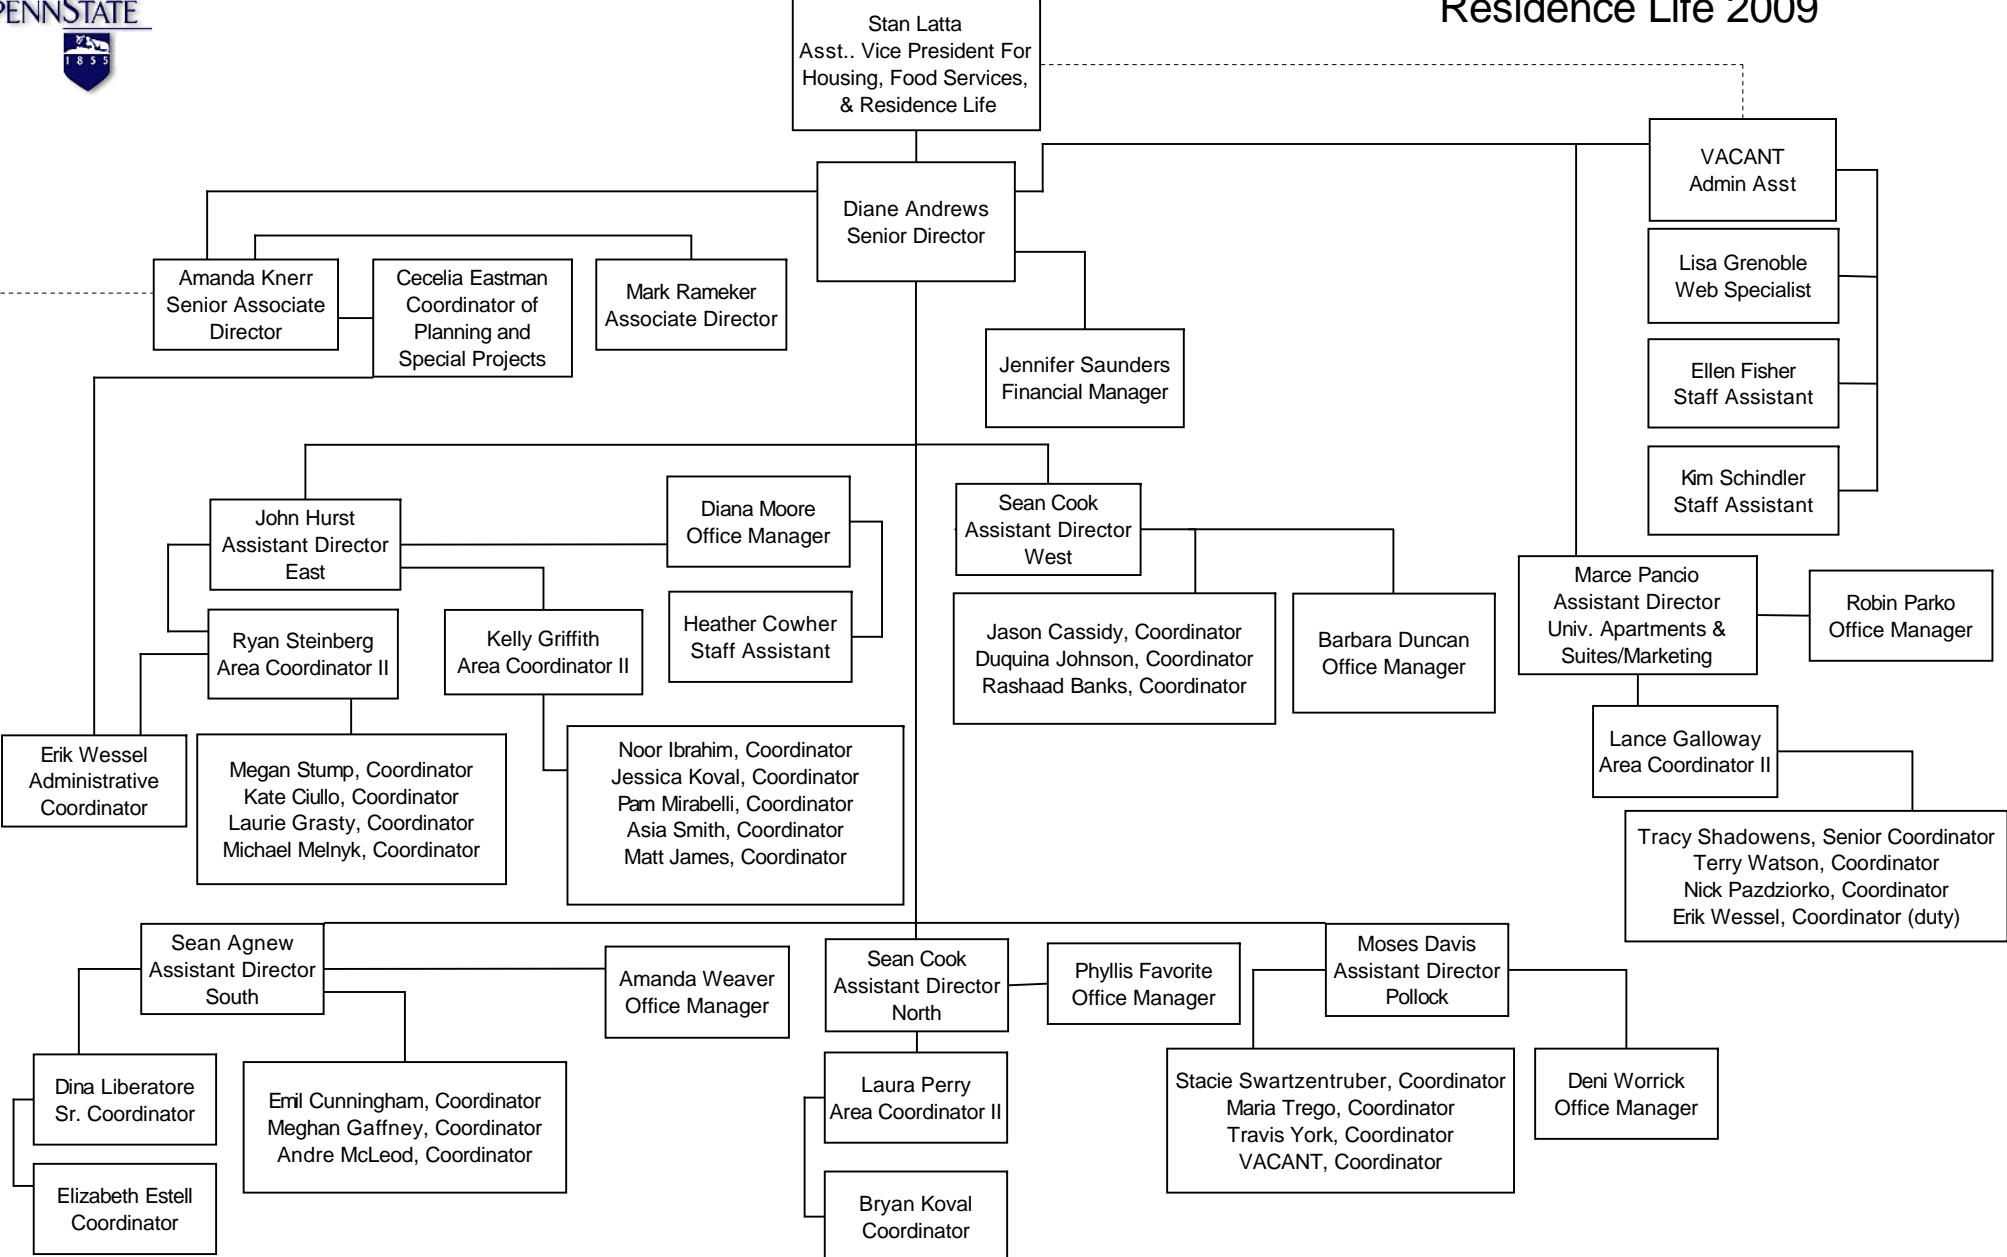 PENNSTATE
1855
Residence Life 2009
Stan Latta
Asst.. Vice President For
Housing, Food Services,
& Residence Life
VACANT
Admin Asst
Diane Andrews
Senior Director
Lisa Grenoble
Web Specialist
Amanda Knerr
Senior Associate
Director
Cecelia Eastman
Coordinator of
Planning and
Special Projects
Mark Rameker
Associate Director
Jennifer Saunders
Financial Manager
Ellen Fisher
Staff Assistant
Kim Schindler
Staff Assistant
John Hurst
Assistant Director
East
Diana Moore
Office Manager
Sean Cook
Assistant Director
West
Heather Cowher
Staff Assistant
Ryan Steinberg
Area Coordinator II
Kelly Griffith
Area Coordinator II
Jason Cassidy, Coordinator
Duquina Johnson, Coordinator
Rashaad Banks, Coordinator
Barbara Duncan
Office Manager
Marce Pancio
Assistant Director
Univ. Apartments &
Suites/Marketing
Robin Parko
Office Manager
Erik Wessel
Administrative
Coordinator
Megan Stump, Coordinator
Kate Ciullo, Coordinator
Laurie Grasty, Coordinator
Michael Melnyk, Coordinator
Noor Ibrahim, Coordinator
Jessica Koval, Coordinator
Pam Mirabelli, Coordinator
Asia Smith, Coordinator
Matt James, Coordinator
Lance Galloway
Area Coordinator II
Tracy Shadowens, Senior Coordinator
Terry Watson, Coordinator
Nick Pazdziorko, Coordinator
Erik Wessel, Coordinator (duty)
Sean Agnew
Assistant Director
South
Amanda Weaver
Office Manager
Sean Cook
Assistant Director
North
Phyllis Favorite
Office Manager
Moses Davis
Assistant Director
Pollock
Dina Liberatore
Sr. Coordinator
Emil Cunningham, Coordinator
Meghan Gaffney, Coordinator
Andre McLeod, Coordinator
Laura Perry
Area Coordinator II
Stacie Swartzentruber, Coordinator
Maria Trego, Coordinator
Travis York, Coordinator
VACANT, Coordinator
Deni Worrick
Office Manager
Elizabeth Estell
Coordinator
Bryan Koval
Coordinator